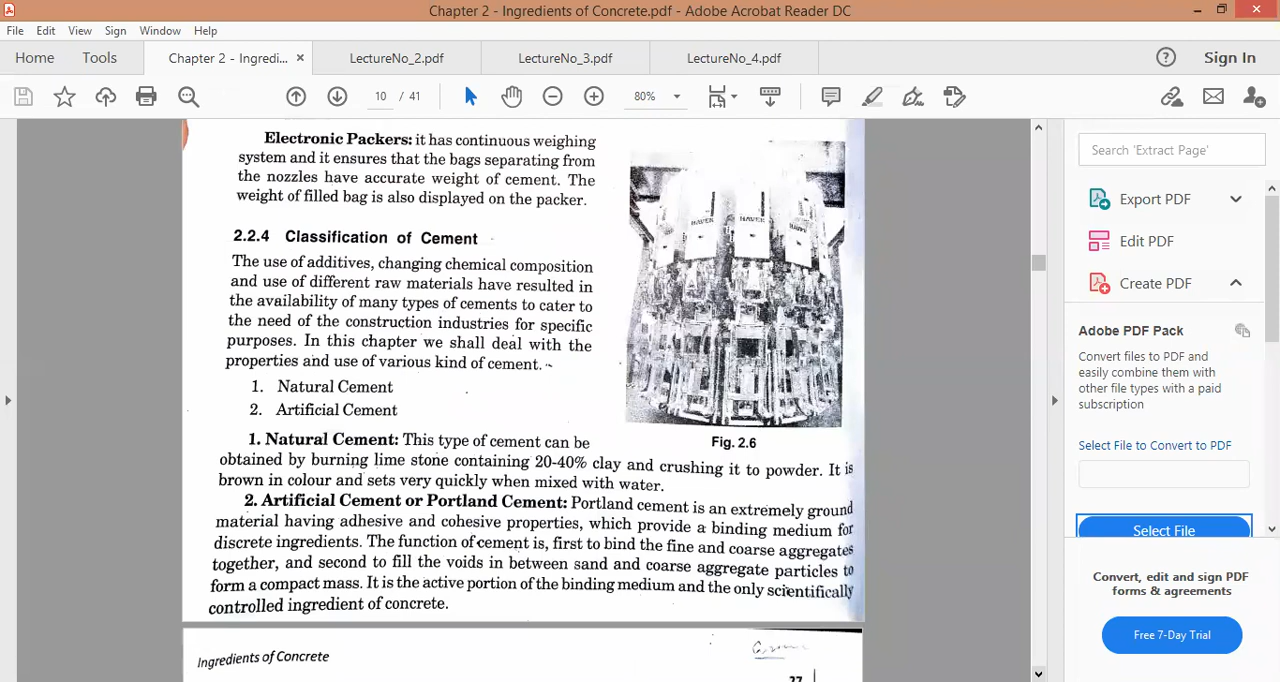 Chapter 2 - Ingredients of Concrete.pdf - Adobe Acrobat Reader DC
File Edit View Sign Window Help
Home Tools Chapter 2 - Ingredi... × LectureNo_2.pdf LectureNo_3.pdf LectureNo_4.pdf Sign In
10 / 41 80%
Electronic Packers: it has continuous weighing
system and it ensures that the bags separating from
the nozzles have accurate weight of cement. The
weight of filled bag is also displayed on the packer.
2.2.4 Classification of Cement
The use of additives, changing chemical composition
and use of different raw materials have resulted in
the availability of many types of cements to cater to
the need of the construction industries for specific
purposes. In this chapter we shall deal with the
properties and use of various kind of cement.
1. Natural Cement
2. Artificial Cement
HAVER HAVER HAVER
Fig. 2.6
1. Natural Cement: This type of cement can be
obtained by burning lime stone containing 20-40% clay and crushing it to powder. It is
brown in colour and sets very quickly when mixed with water.
2. Artificial Cement or Portland Cement: Portland cement is an extremely ground
material having adhesive and cohesive properties, which provide a binding medium for
discrete ingredients. The function of cement is, first to bind the fine and coarse aggregates
together, and second to fill the voids in between sand and coarse aggregate particles to
form a compact mass. It is the active portion of the binding medium and the only scientifically
controlled ingredient of concrete.
Ingredients of Concrete
27
Search 'Extract Page'
Export PDF
Edit PDF
Create PDF
Adobe PDF Pack
Convert files to PDF and
easily combine them with
other file types with a paid
subscription
Select File to Convert to PDF
Select File
Convert, edit and sign PDF
forms & agreements
Free 7-Day Trial